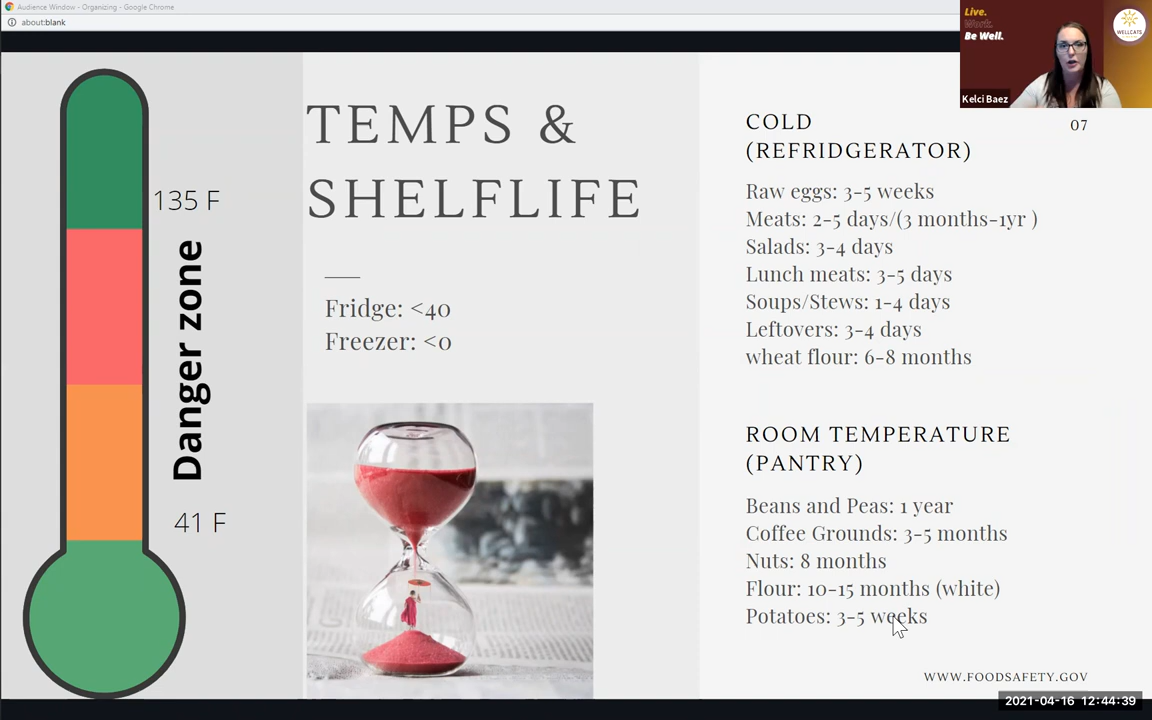 Audience Window - Organizing - Google Chrome
about:blank
Live.
Work.
Be Well.
WELLCATS
Kelci Baez
07
135 F
Danger zone
41 F
TEMPS &
SHELFLIFE
Fridge: <40
Freezer: <0
COLD
(REFRIDGERATOR)
Raw eggs: 3-5 weeks
Meats: 2-5 days/(3 months-1yr )
Salads: 3-4 days
Lunch meats: 3-5 days
Soups/Stews: 1-4 days
Leftovers: 3-4 days
wheat flour: 6-8 months
ROOM TEMPERATURE
(PANTRY)
Beans and Peas: 1 year
Coffee Grounds: 3-5 months
Nuts: 8 months
Flour: 10-15 months (white)
Potatoes: 3-5 weeks
WWW.FOODSAFETY.GOV
2021-04-16 12:44:39